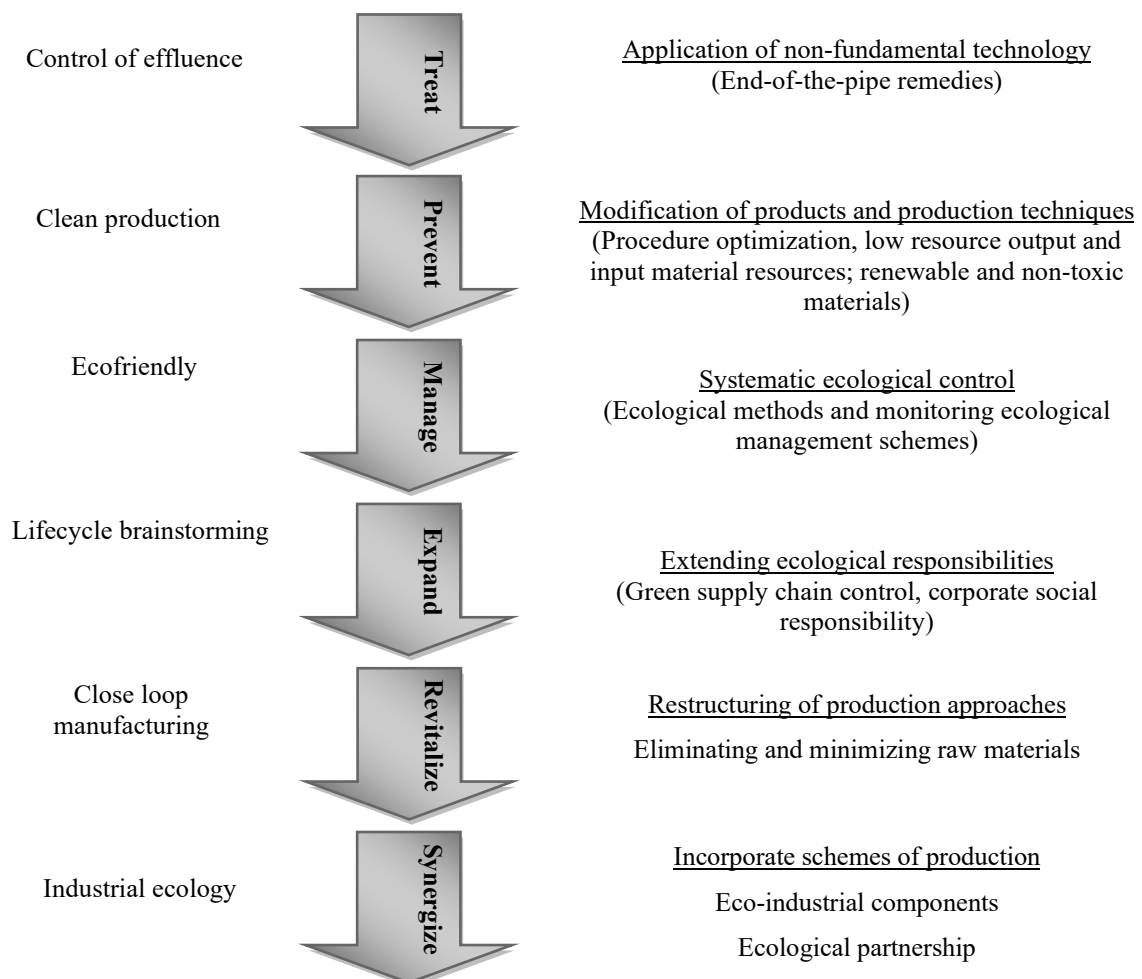 Control of effluence
Treat
Application of non-fundamental technology
(End-of-the-pipe remedies)
Clean production
Prevent
Modification of products and production techniques
(Procedure optimization, low resource output and
input material resources; renewable and non-toxic
materials)
Ecofriendly
Manage
Systematic ecological control
(Ecological methods and monitoring ecological
management schemes)
Lifecycle brainstorming
Expand
Extending ecological responsibilities
(Green supply chain control, corporate social
responsibility)
Close loop
manufacturing
Revitalize
Restructuring of production approaches
Eliminating and minimizing raw materials
Industrial ecology
Synergize
Incorporate schemes of production
Eco-industrial components
Ecological partnership